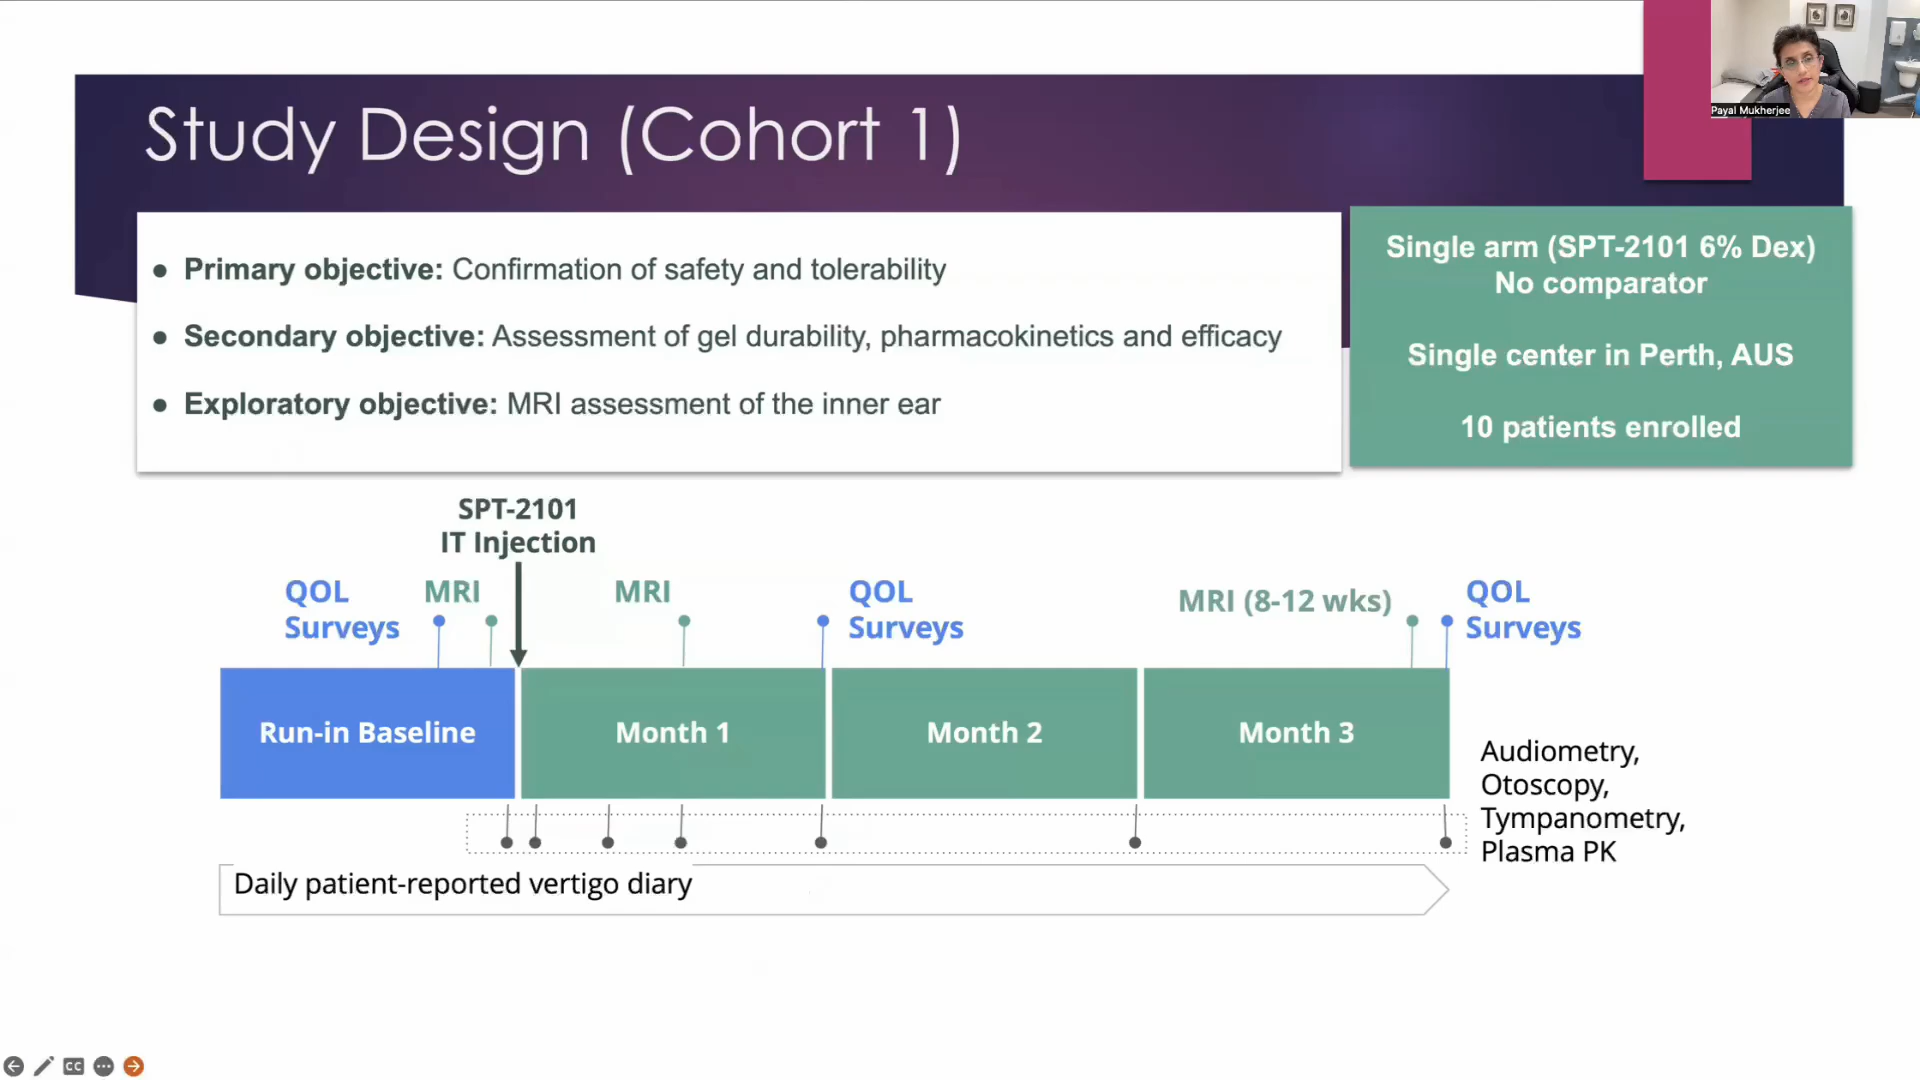 Payal Mukherjee
Study Design (Cohort 1)
● Primary objective: Confirmation of safety and tolerability
● Secondary objective: Assessment of gel durability, pharmacokinetics and efficacy
● Exploratory objective: MRI assessment of the inner ear
Single arm (SPT-2101 6% Dex)
No comparator
Single center in Perth, AUS
10 patients enrolled
SPT-2101
IT Injection
QOL
Surveys
MRI
MRI
QOL
Surveys
MRI (8-12 wks)
QOL
Surveys
Run-in Baseline
Month 1
Month 2
Month 3
Audiometry,
Otoscopy,
Tympanometry,
Plasma PK
Daily patient-reported vertigo diary
CC